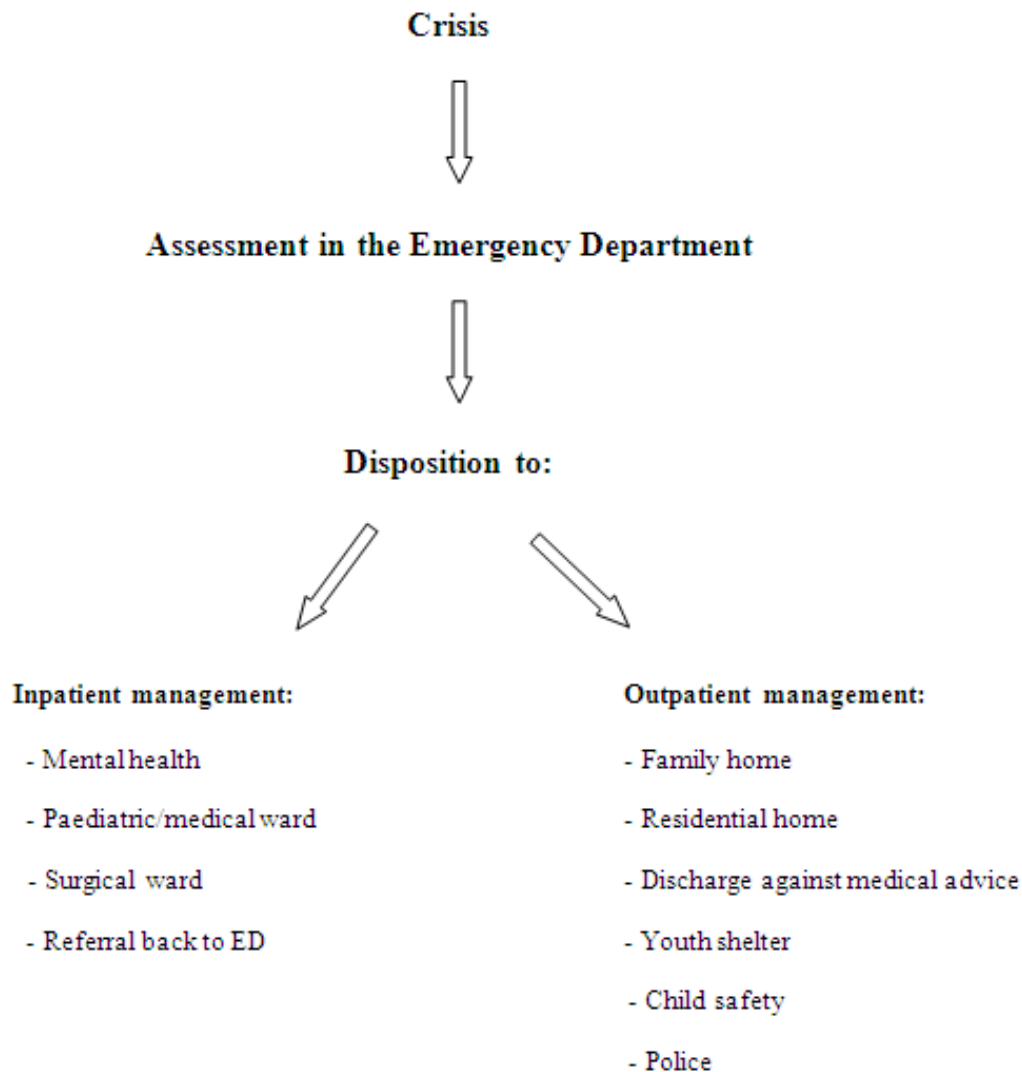 Crisis
Assessment in the Emergency Department
Disposition to:
Inpatient management:
- Mental health
- Paediatric/medical ward
- Surgical ward
- Referral back to ED
Outpatient management:
- Family home
- Residential home
- Discharge against medical advice
- Youth shelter
- Child safety
- Police